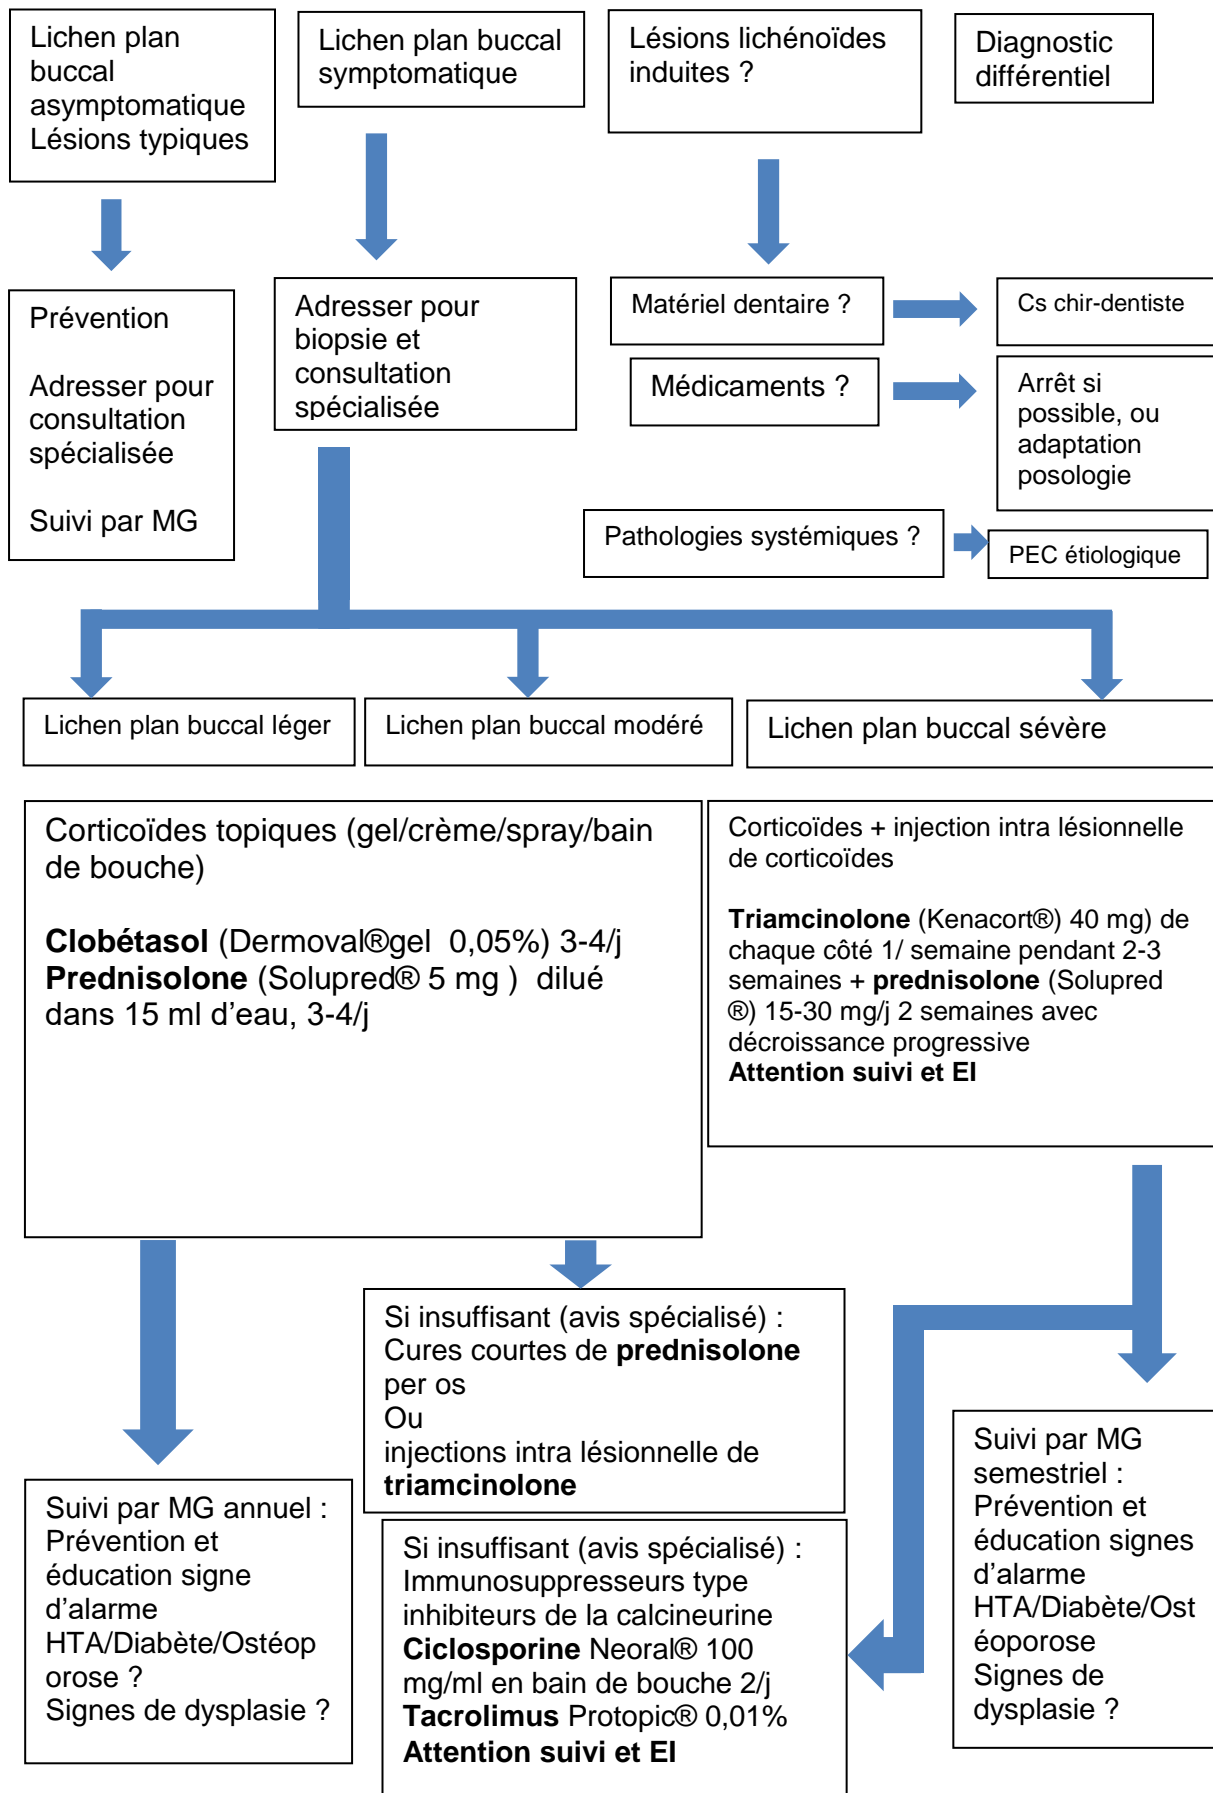 Lichen plan
buccal
asymptomatique
Lésions typiques
Lichen plan buccal
symptomatique
Lésions lichénoïdes
induites ?
Diagnostic
différentiel
Prévention
Adresser pour
consultation
spécialisée
Suivi par MG
Adresser pour
biopsie et
consultation
spécialisée
Matériel dentaire ?
Cs chir-dentiste
Médicaments ?
Arrêt si
possible, ou
adaptation
posologie
Pathologies systémiques ?
PEC étiologique
Lichen plan buccal léger
Lichen plan buccal modéré
Lichen plan buccal sévère
Corticoïdes topiques (gel/crème/spray/bain
de bouche)
Clobétasol (Dermoval®gel 0,05%) 3-4/j
Prednisolone (Solupred® 5 mg ) dilué
dans 15 ml d'eau, 3-4/j
Corticoïdes + injection intra lésionnelle
de corticoïdes
Triamcinolone (Kenacort®) 40 mg) de
chaque côté 1/ semaine pendant 2-3
semaines + prednisolone (Solupred
®) 15-30 mg/j 2 semaines avec
décroissance progressive
Attention suivi et EI
Si insuffisant (avis spécialisé) :
Cures courtes de prednisolone
per os
Ou
injections intra lésionnelle de
triamcinolone
Suivi par MG annuel :
Prévention et
éducation signe
d'alarme
HTA/Diabète/Ostéop
orose ?
Signes de dysplasie ?
Si insuffisant (avis spécialisé) :
Immunosuppresseurs type
inhibiteurs de la calcineurine
Ciclosporine Neoral® 100
mg/ml en bain de bouche 2/j
Tacrolimus Protopic® 0,01%
Attention suivi et EI
Suivi par MG
semestriel :
Prévention et
éducation signes
d'alarme
HTA/Diabète/Ost
éoporose
Signes de
dysplasie ?